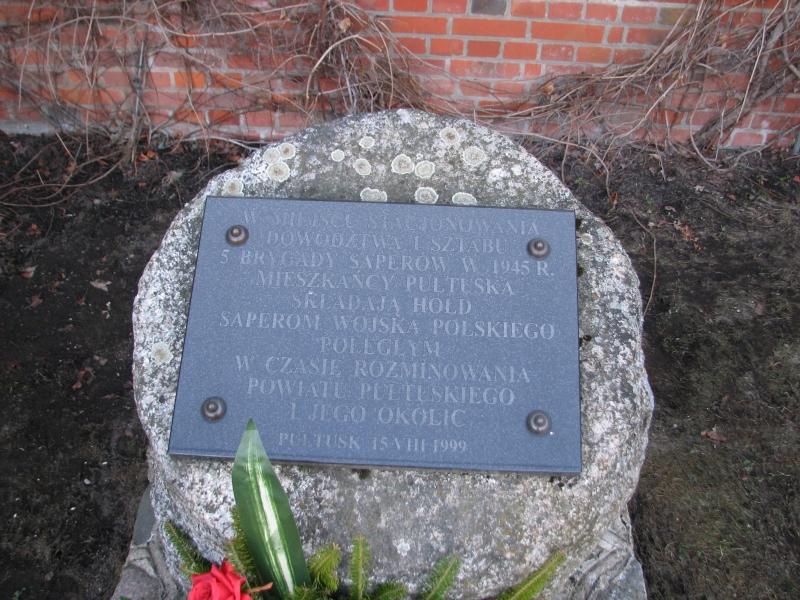 W MIEJSCU STACJONOWANIA
DOWÓDZTWA I SZTABU
5 BRYGADY SAPERÓW W 1945 R.
MIESZKAŃCY PUŁTUSKA
SKŁADAJĄ HOŁD
SAPEROM WOJSKA POLSKIEGO
POLEGŁYM
W CZASIE ROZMINOWANIA
POWIATU PUŁTUSKIEGO
I JEGO OKOLIC
PUŁTUSK 15 VIII 1999